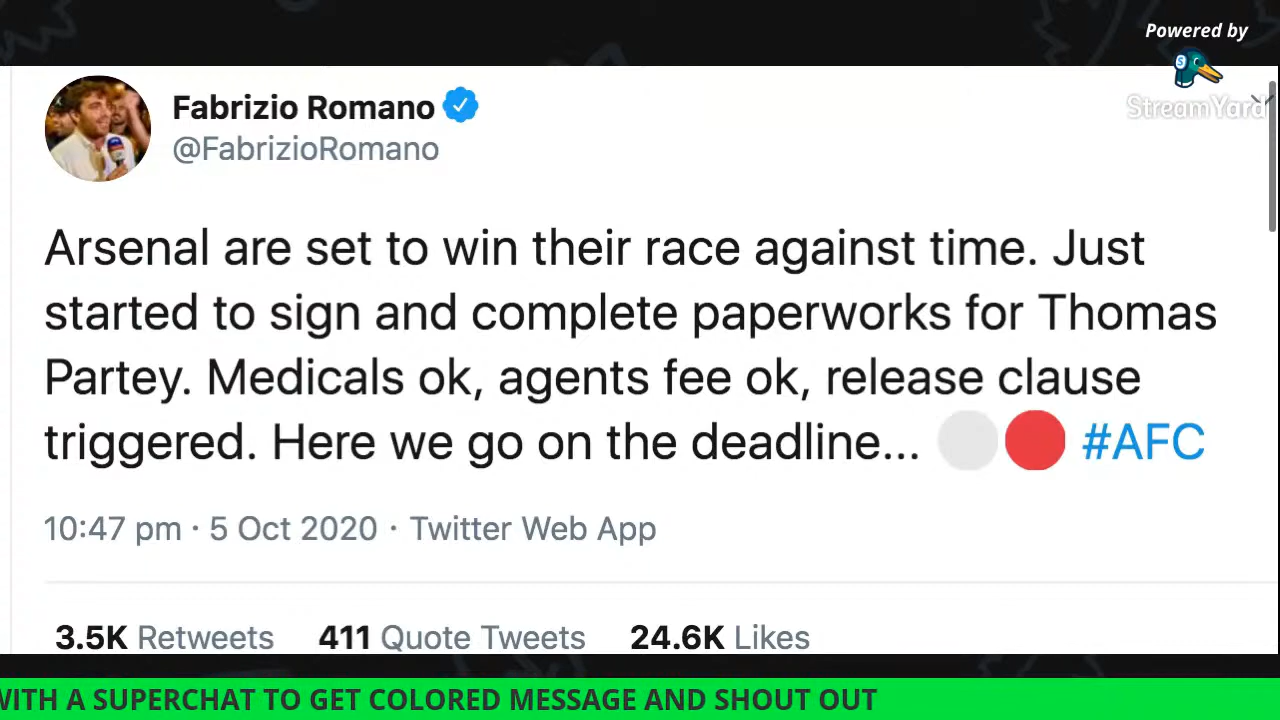 Powered by
StreamYard
Fabrizio Romano
@FabrizioRomano
Arsenal are set to win their race against time. Just
started to sign and complete paperworks for Thomas
Partey. Medicals ok, agents fee ok, release clause
triggered. Here we go on the deadline... ⚪🔴 #AFC
10:47 pm · 5 Oct 2020 · Twitter Web App
3.5K Retweets 411 Quote Tweets 24.6K Likes
WITH A SUPERCHAT TO GET COLORED MESSAGE AND SHOUT OUT